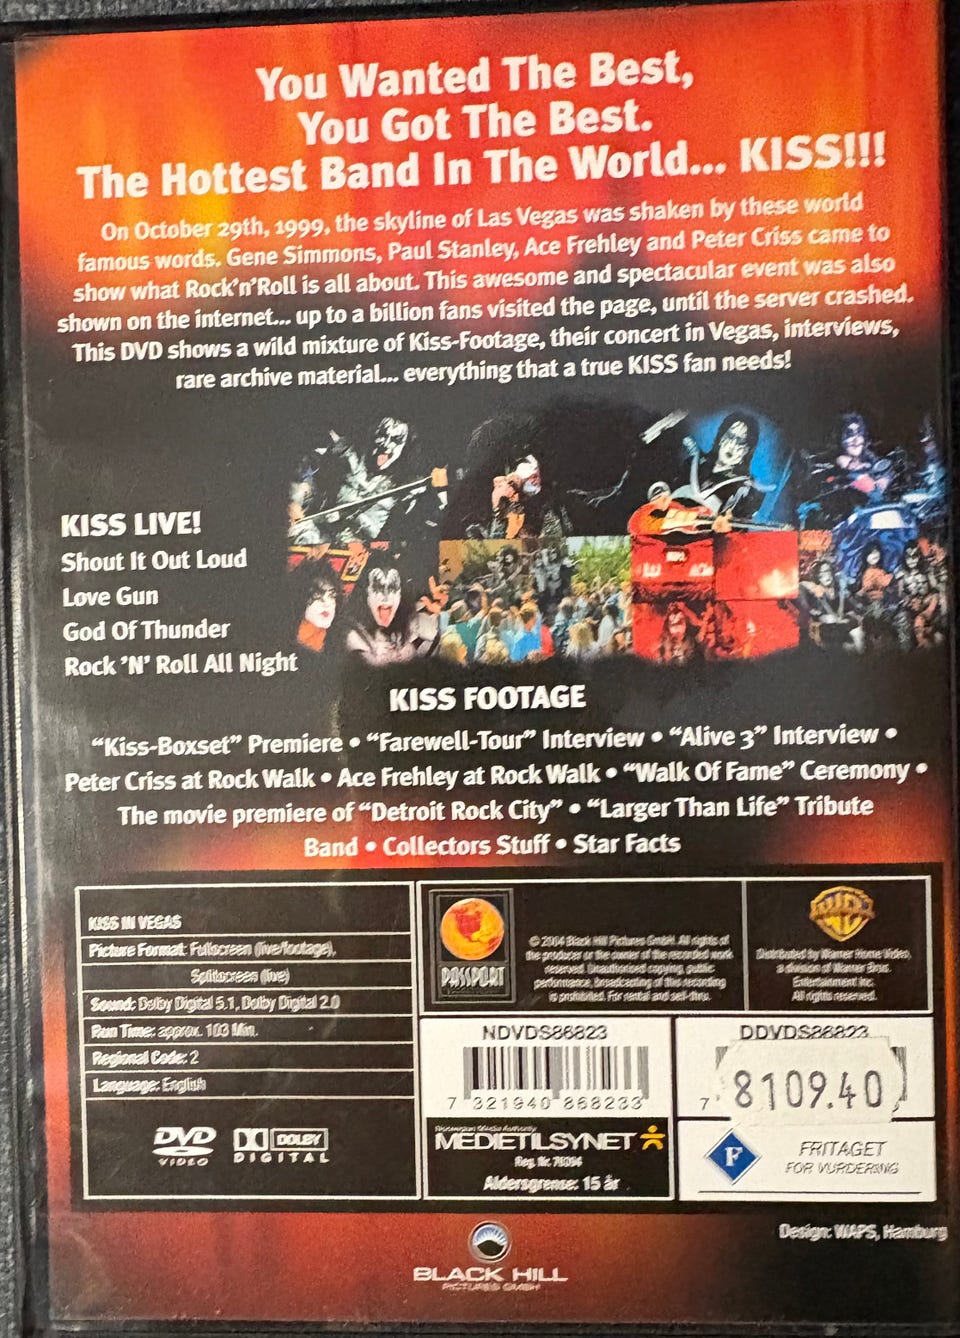 You Wanted The Best,
You Got The Best.
The Hottest Band In The World... KISS!!!
On October 29th, 1999, the skyline of Las Vegas was shaken by these world
famous words. Gene Simmons, Paul Stanley, Ace Frehley and Peter Criss came to
show what Rock'n'Roll is all about. This awesome and spectacular event was also
shown on the internet... up to a billion fans visited the page, until the server crashed.
This DVD shows a wild mixture of Kiss-Footage, their concert in Vegas, interviews,
rare archive material... everything that a true KISS fan needs!
KISS LIVE!
Shout It Out Loud
Love Gun
God Of Thunder
Rock 'N' Roll All Night
KISS FOOTAGE
"Kiss-Boxset" Premiere • "Farewell-Tour" Interview • "Alive 3" Interview •
Peter Criss at Rock Walk • Ace Frehley at Rock Walk • "Walk Of Fame" Ceremony •
The movie premiere of "Detroit Rock City" • "Larger Than Life" Tribute
Band • Collectors Stuff • Star Facts
KISS IN VEGAS
Picture Format: Fullscreen (live/footage),
Splitscreen (live)
Sound: Dolby Digital 5.1, Dolby Digital 2.0
Run Time: approx. 103 Min.
Regional Code: 2
Language: English
DVD VIDEO
DOLBY DIGITAL
PASSPORT
© 2004 Black Hill Pictures GmbH. All rights of
the producer or the owner of the recorded work
reserved. Unauthorised copying, public
performance, broadcasting of this recording
is prohibited. For rental and sell-thru.
WB
Distributed by Warner Home Video,
a division of Warner Bros.
Entertainment Inc.
All rights reserved.
NDVDS86823
7 321940 868233
Norwegian Media Authority
MEDIETILSYNET
Aldersgrense: 15 år
DDVDS86823
7
8109.40
F
FRITAGET
FOR VURDERING
Design: WAPS, Hamburg
BLACK HILL
PICTURES GMBH